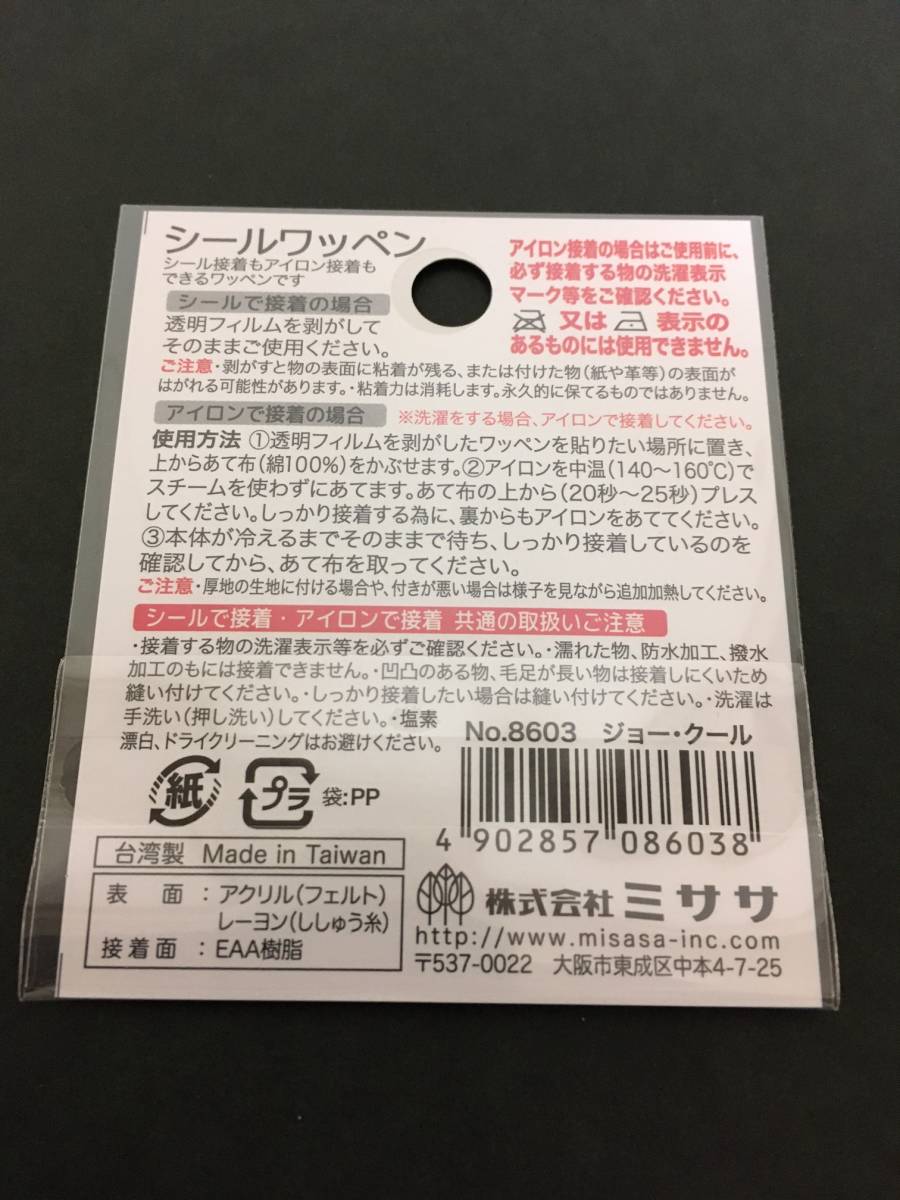 シールワッペン
シール接着もアイロン接着も
できるワッペンです
アイロン接着の場合はご使用前に、
必ず接着する物の洗濯表示
マーク等をご確認ください。
又は 表示の
あるものには使用できません。
シールで接着の場合
透明フィルムを剥がして
そのままご使用ください。
ご注意・剥がすと物の表面に粘着が残る、または付けた物(紙や革等)の表面が
はがれる可能性があります。・粘着力は消耗します。永久的に保てるものではありません。
アイロンで接着の場合 ※洗濯をする場合、アイロンで接着してください。
使用方法 ①透明フィルムを剥がしたワッペンを貼りたい場所に置き、
上からあて布(綿100%)をかぶせます。②アイロンを中温(140～160℃)で
スチームを使わずにあてます。あて布の上から(20秒～25秒)プレス
してください。しっかり接着する為に、裏からもアイロンをあててください。
③本体が冷えるまでそのままで待ち、しっかり接着しているのを
確認してから、あて布を取ってください。
ご注意・厚地の生地に付ける場合や、付きが悪い場合は様子を見ながら追加加熱してください。
シールで接着・アイロンで接着 共通の取扱いご注意
・接着する物の洗濯表示等を必ずご確認ください。・濡れた物、防水加工、撥水
加工のもには接着できません。・凹凸のある物、毛足が長い物は接着しにくいため
縫い付けてください。・しっかり接着したい場合は縫い付けてください。・洗濯は
手洗い(押し洗い)してください。・塩素
漂白、ドライクリーニングはお避けください。
No.8603 ジョー・クール
紙 プラ 袋:PP
4 902857 086038
台湾製 Made in Taiwan
表面:アクリル(フェルト)
レーヨン(ししゅう糸)
接着面:EAA樹脂
株式会社ミササ
http://www.misasa-inc.com
〒537-0022 大阪市東成区中本4-7-25